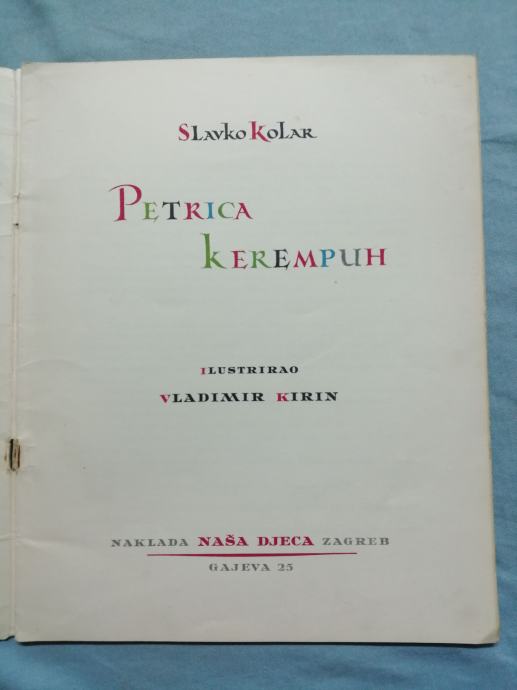 Slavko Kolar
Petrica
kerempuh
ilustrirao
Vladimir Kirin
NAKLADA NAŠA DJECA ZAGREB
GAJEVA 25